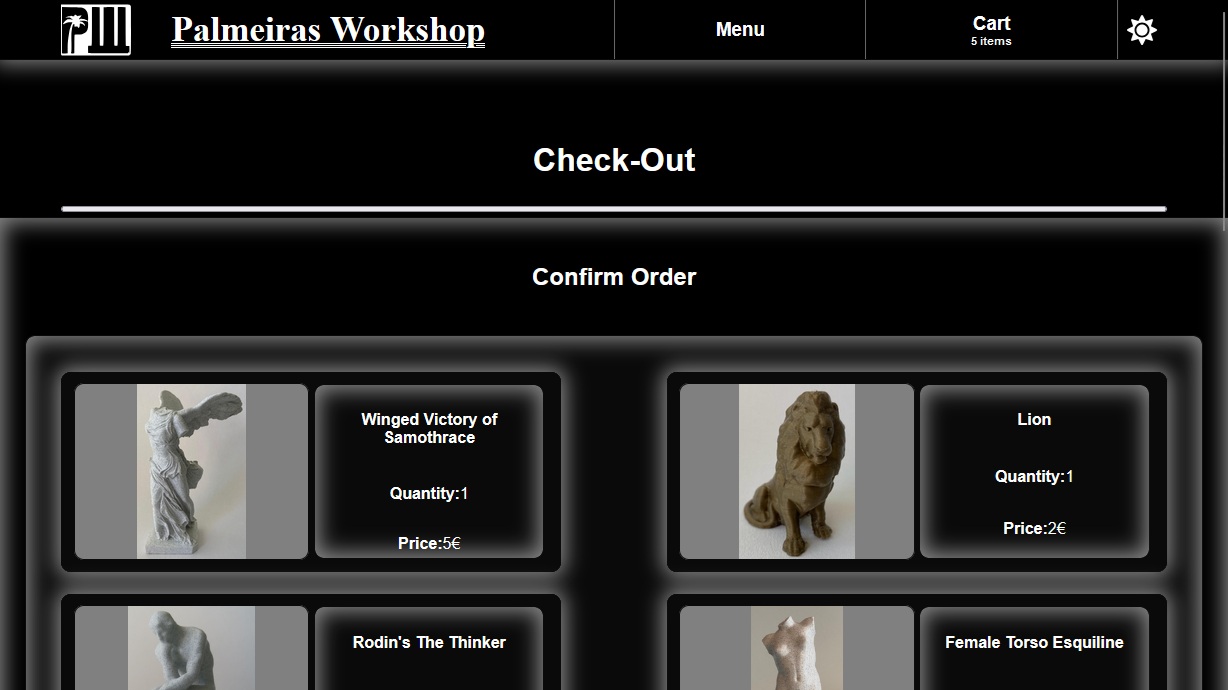 Palmeiras Workshop
Menu
Cart
5 items
Check-Out
Confirm Order
Winged Victory of
Samothrace
Quantity:1
Price:5€
Lion
Quantity:1
Price:2€
Rodin's The Thinker
Female Torso Esquiline